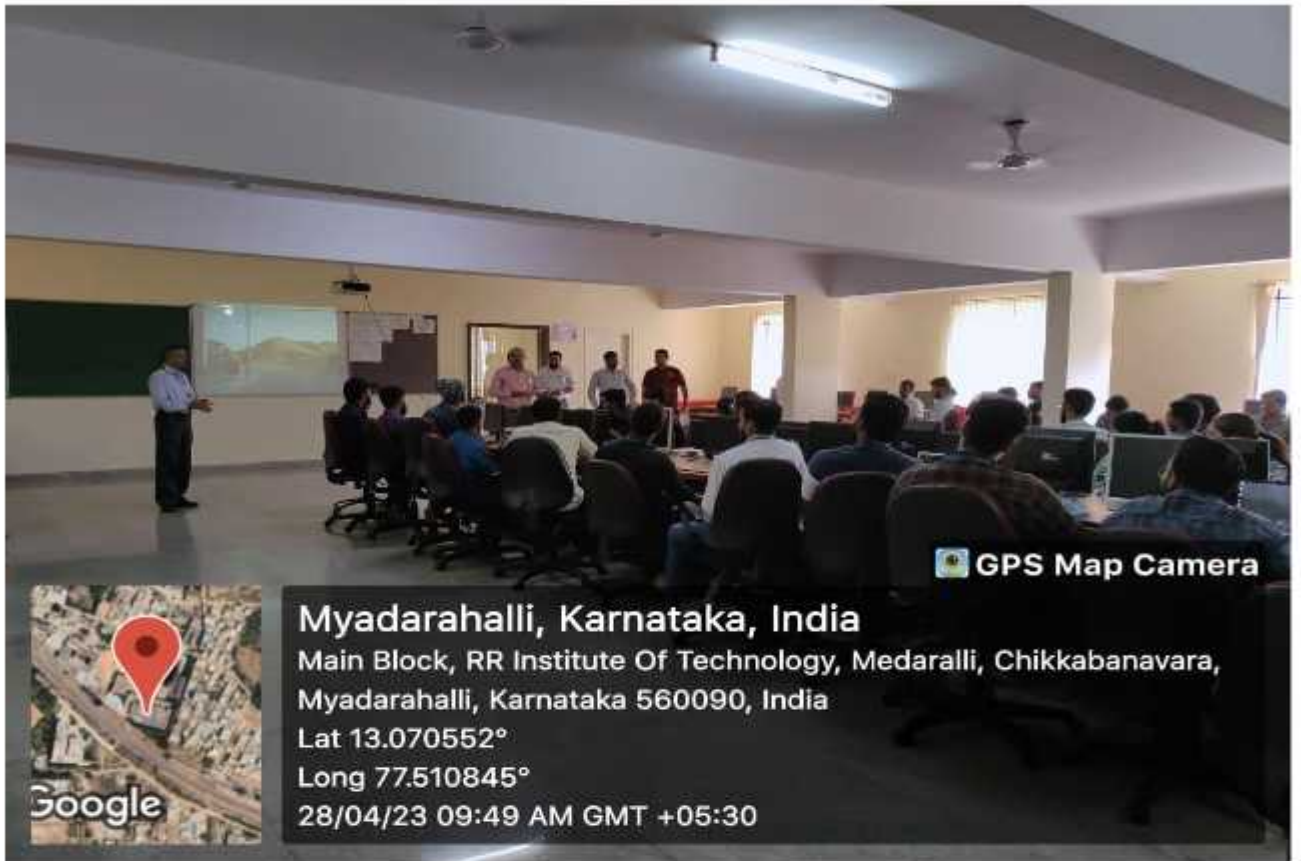 GPS Map Camera
Myadarahalli, Karnataka, India
Main Block, RR Institute Of Technology, Medaralli, Chikkabanavara,
Myadarahalli, Karnataka 560090, India
Lat 13.070552°
Long 77.510845°
28/04/23 09:49 AM GMT +05:30
Google